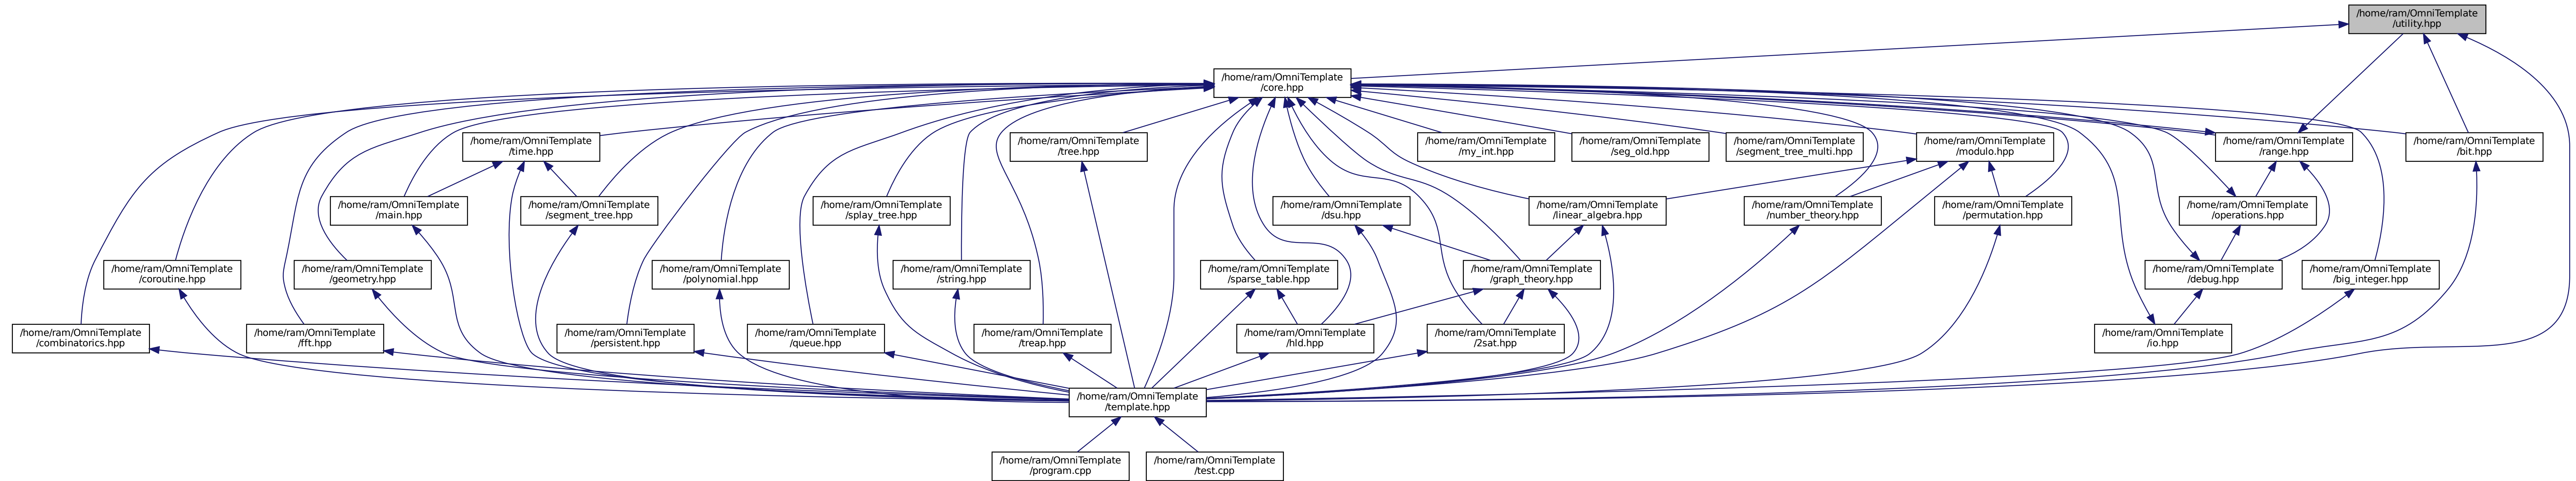 /home/ram/OmniTemplate
/utility.hpp
/home/ram/OmniTemplate
/core.hpp
/home/ram/OmniTemplate
/time.hpp
/home/ram/OmniTemplate
/tree.hpp
/home/ram/OmniTemplate
/my_int.hpp
/home/ram/OmniTemplate
/seg_old.hpp
/home/ram/OmniTemplate
/segment_tree_multi.hpp
/home/ram/OmniTemplate
/modulo.hpp
/home/ram/OmniTemplate
/range.hpp
/home/ram/OmniTemplate
/bit.hpp
/home/ram/OmniTemplate
/main.hpp
/home/ram/OmniTemplate
/segment_tree.hpp
/home/ram/OmniTemplate
/splay_tree.hpp
/home/ram/OmniTemplate
/dsu.hpp
/home/ram/OmniTemplate
/linear_algebra.hpp
/home/ram/OmniTemplate
/number_theory.hpp
/home/ram/OmniTemplate
/permutation.hpp
/home/ram/OmniTemplate
/operations.hpp
/home/ram/OmniTemplate
/coroutine.hpp
/home/ram/OmniTemplate
/geometry.hpp
/home/ram/OmniTemplate
/polynomial.hpp
/home/ram/OmniTemplate
/string.hpp
/home/ram/OmniTemplate
/sparse_table.hpp
/home/ram/OmniTemplate
/graph_theory.hpp
/home/ram/OmniTemplate
/debug.hpp
/home/ram/OmniTemplate
/big_integer.hpp
/home/ram/OmniTemplate
/combinatorics.hpp
/home/ram/OmniTemplate
/fft.hpp
/home/ram/OmniTemplate
/persistent.hpp
/home/ram/OmniTemplate
/queue.hpp
/home/ram/OmniTemplate
/treap.hpp
/home/ram/OmniTemplate
/hld.hpp
/home/ram/OmniTemplate
/2sat.hpp
/home/ram/OmniTemplate
/io.hpp
/home/ram/OmniTemplate
/template.hpp
/home/ram/OmniTemplate
/program.cpp
/home/ram/OmniTemplate
/test.cpp